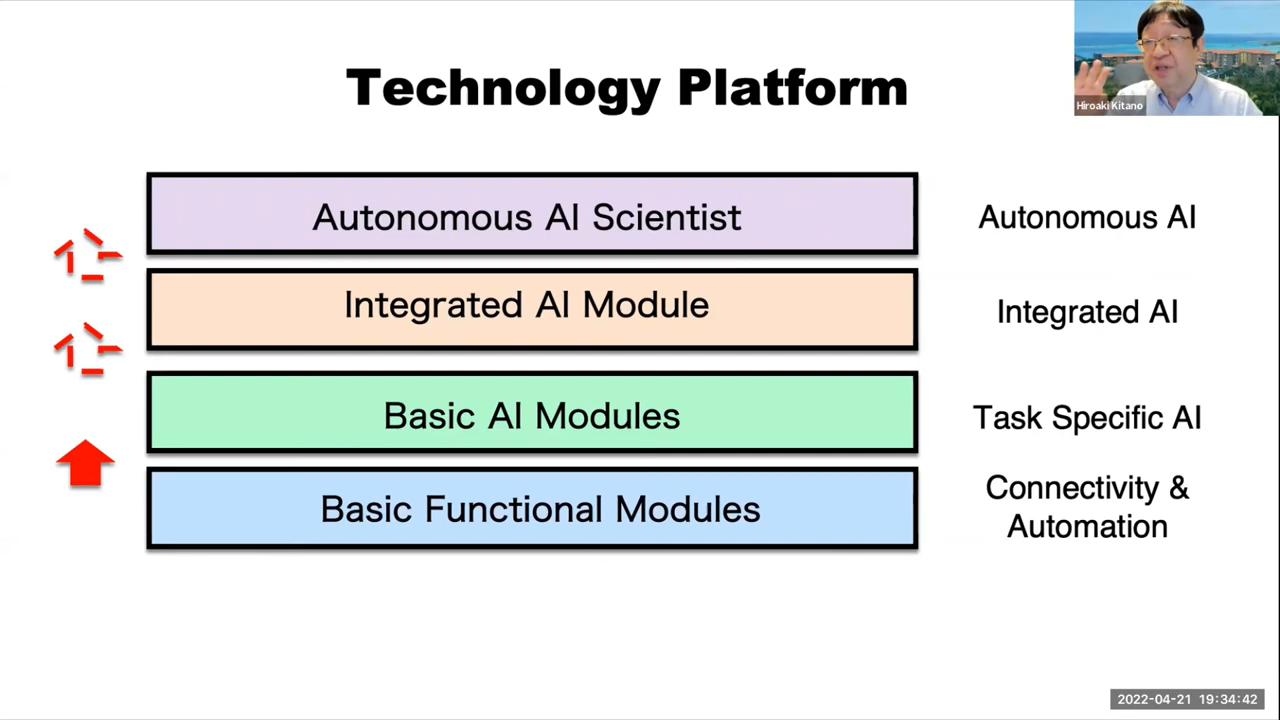 Technology Platform
Hiroaki Kitano
Autonomous AI Scientist
Autonomous AI
Integrated AI Module
Integrated AI
Basic AI Modules
Task Specific AI
Basic Functional Modules
Connectivity &
Automation
2022-04-21 19:34:42